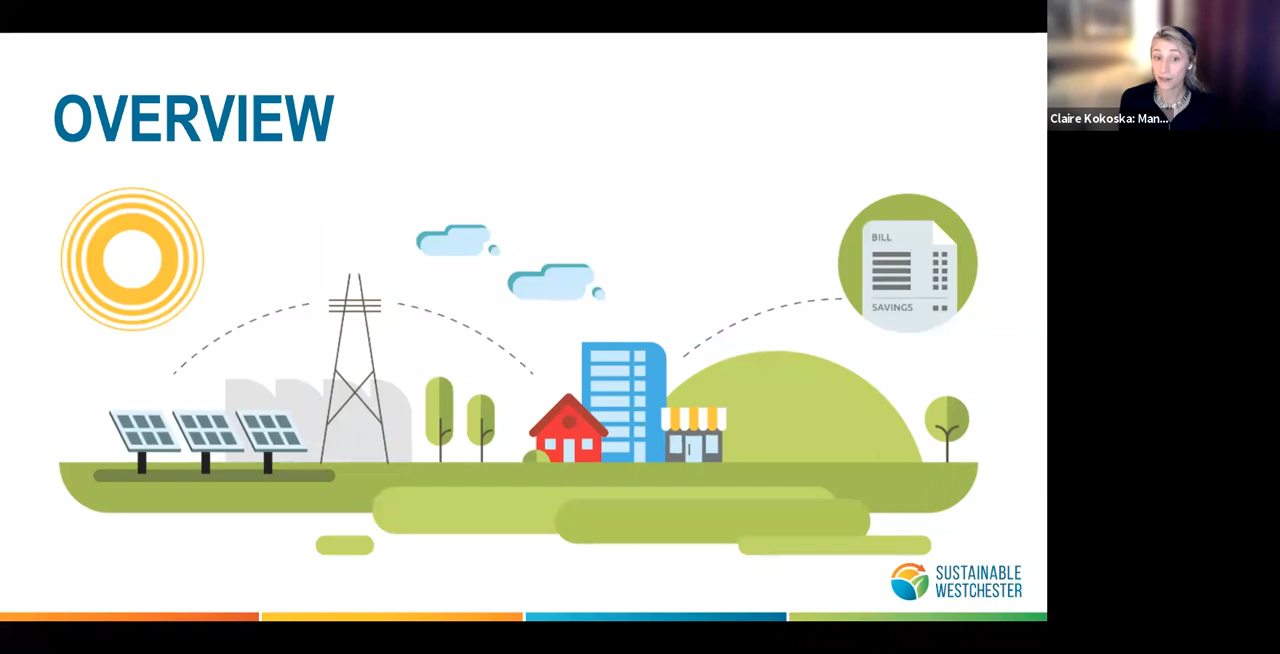 OVERVIEW
Claire Kokoska: Man...
BILL
SAVINGS
SUSTAINABLE
WESTCHESTER